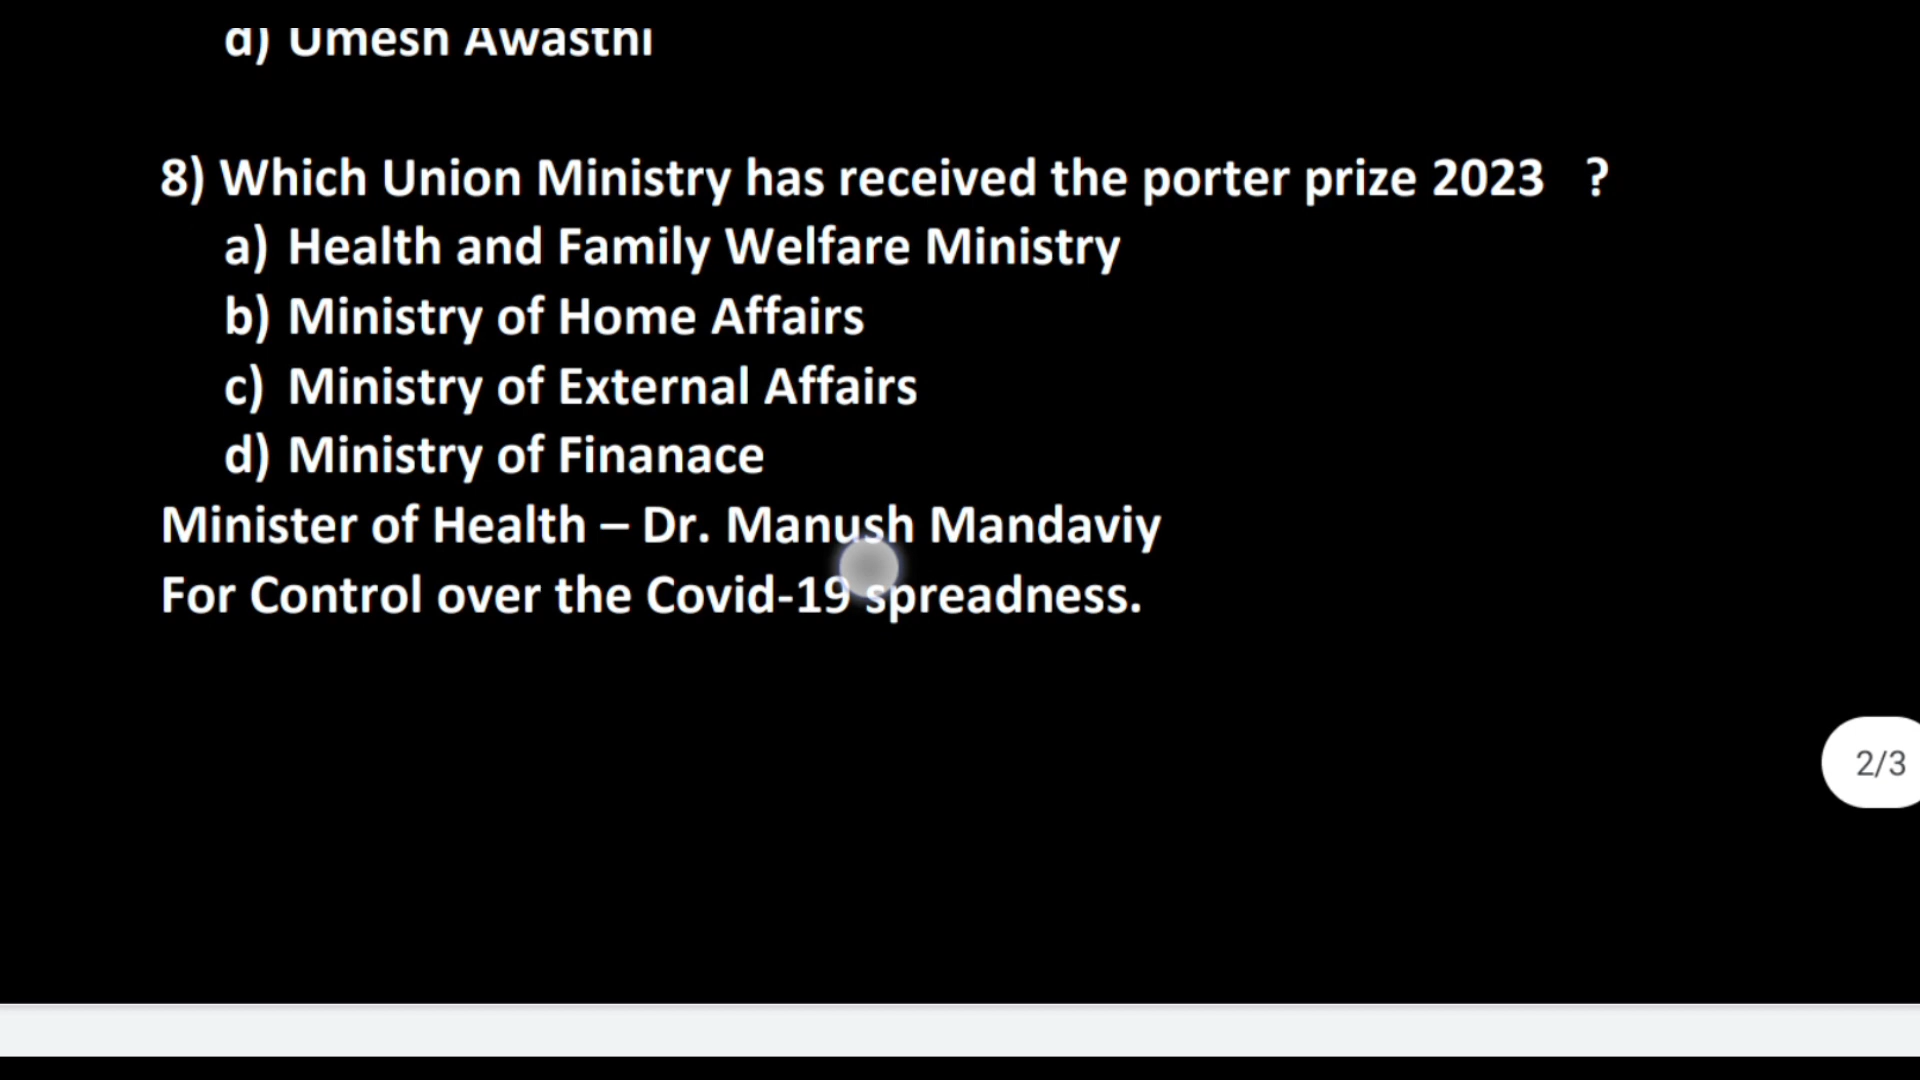 d) Umesh Awasthi
8) Which Union Ministry has received the porter prize 2023 ?
a) Health and Family Welfare Ministry
b) Ministry of Home Affairs
c) Ministry of External Affairs
d) Ministry of Finanace
Minister of Health – Dr. Manush Mandaviy
For Control over the Covid-19 spreadness.
2/3